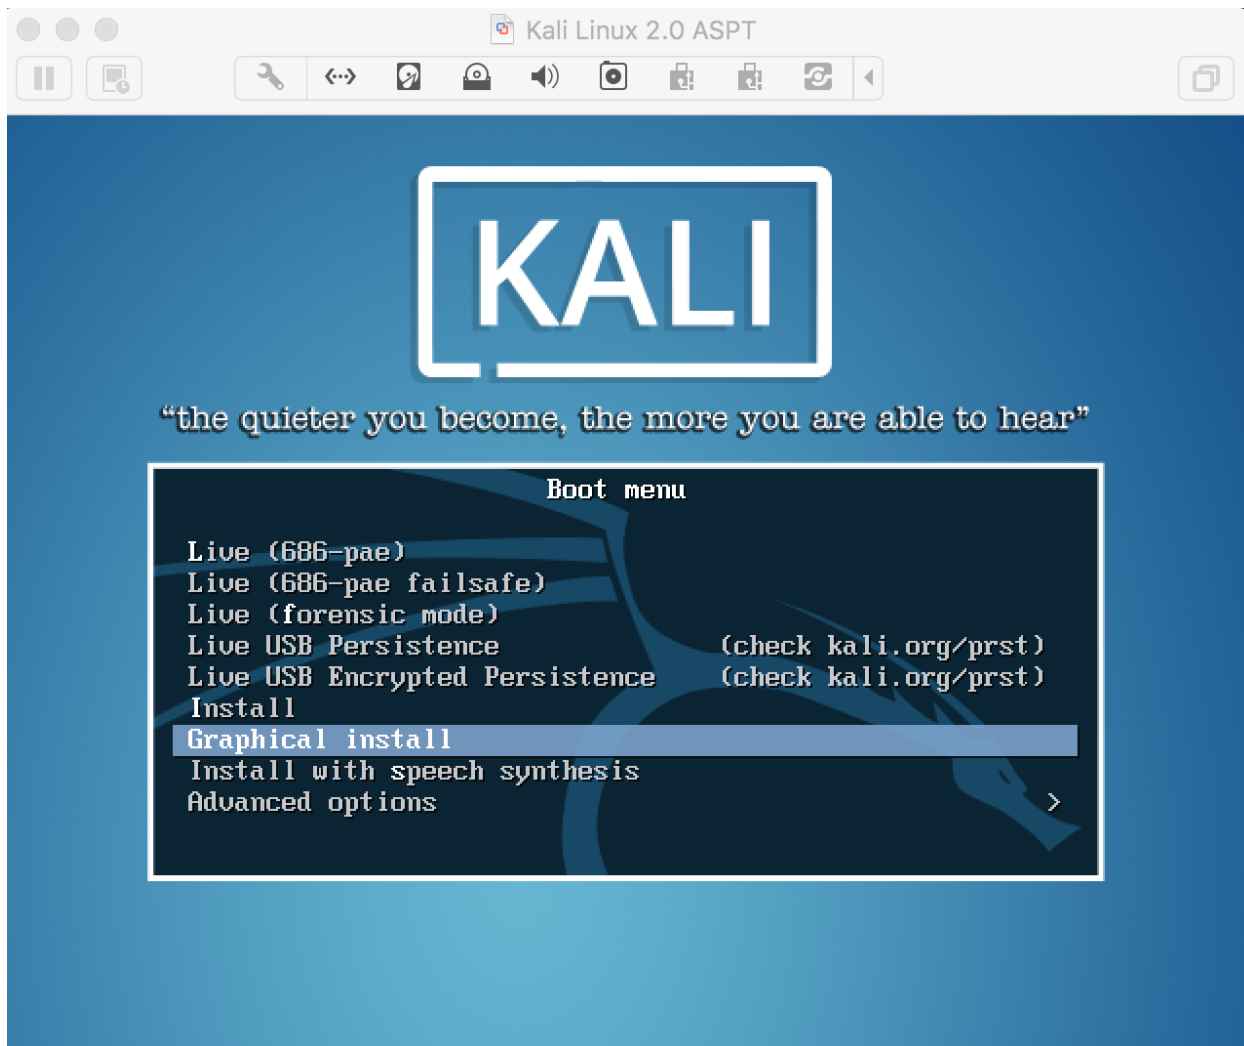 Kali Linux 2.0 ASPT
KALI
“the quieter you become, the more you are able to hear”
Boot menu
Live (686-pae)
Live (686-pae failsafe)
Live (forensic mode)
Live USB Persistence (check kali.org/prst)
Live USB Encrypted Persistence (check kali.org/prst)
Install
Graphical install
Install with speech synthesis
Advanced options >